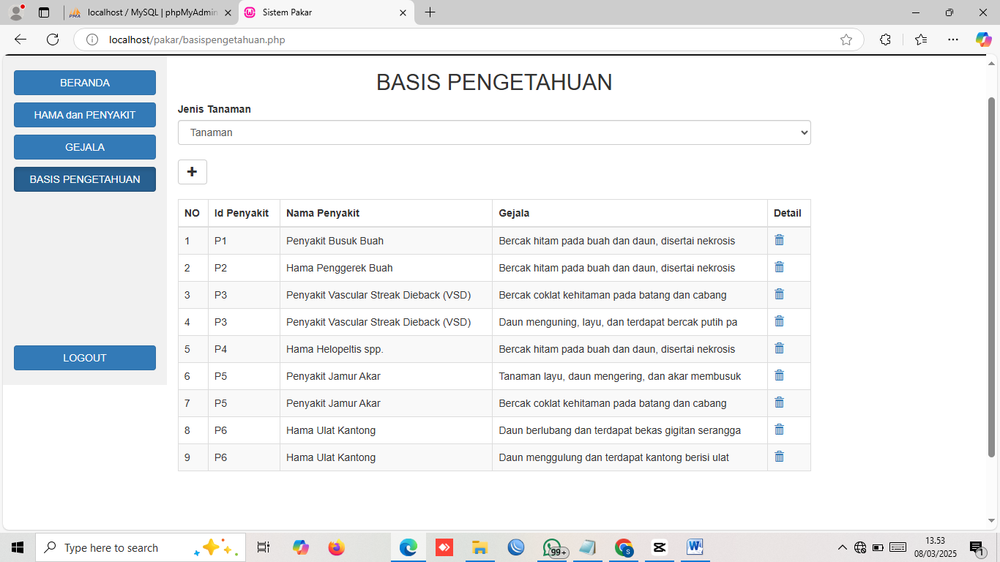 localhost / MySQL | phpMyAdmin
Sistem Pakar
localhost/pakar/basispengetahuan.php
BERANDA
HAMA dan PENYAKIT
GEJALA
BASIS PENGETAHUAN
LOGOUT
BASIS PENGETAHUAN
Jenis Tanaman
Tanaman
+
NO Id Penyakit Nama Penyakit Gejala Detail
1 P1 Penyakit Busuk Buah Bercak hitam pada buah dan daun, disertai nekrosis
2 P2 Hama Penggerek Buah Bercak hitam pada buah dan daun, disertai nekrosis
3 P3 Penyakit Vascular Streak Dieback (VSD) Bercak coklat kehitaman pada batang dan cabang
4 P3 Penyakit Vascular Streak Dieback (VSD) Daun menguning, layu, dan terdapat bercak putih pa
5 P4 Hama Helopeltis spp. Bercak hitam pada buah dan daun, disertai nekrosis
6 P5 Penyakit Jamur Akar Tanaman layu, daun mengering, dan akar membusuk
7 P5 Penyakit Jamur Akar Bercak coklat kehitaman pada batang dan cabang
8 P6 Hama Ulat Kantong Daun berlubang dan terdapat bekas gigitan serangga
9 P6 Hama Ulat Kantong Daun menggulung dan terdapat kantong berisi ulat
Type here to search
99+
S
13.53
08/03/2025
1